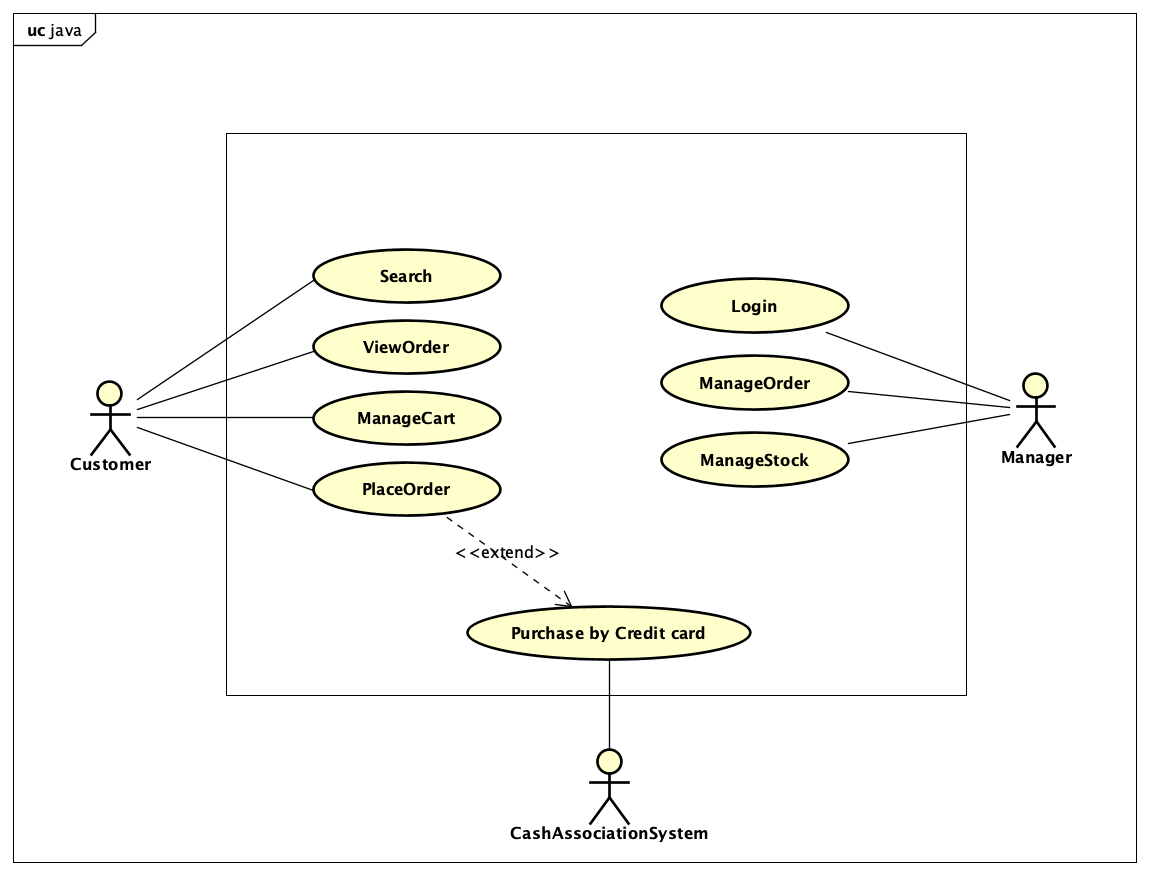 uc java
Search
ViewOrder
ManageCart
PlaceOrder
Login
ManageOrder
ManageStock
Customer
Manager
<<extend>>
Purchase by Credit card
CashAssociationSystem